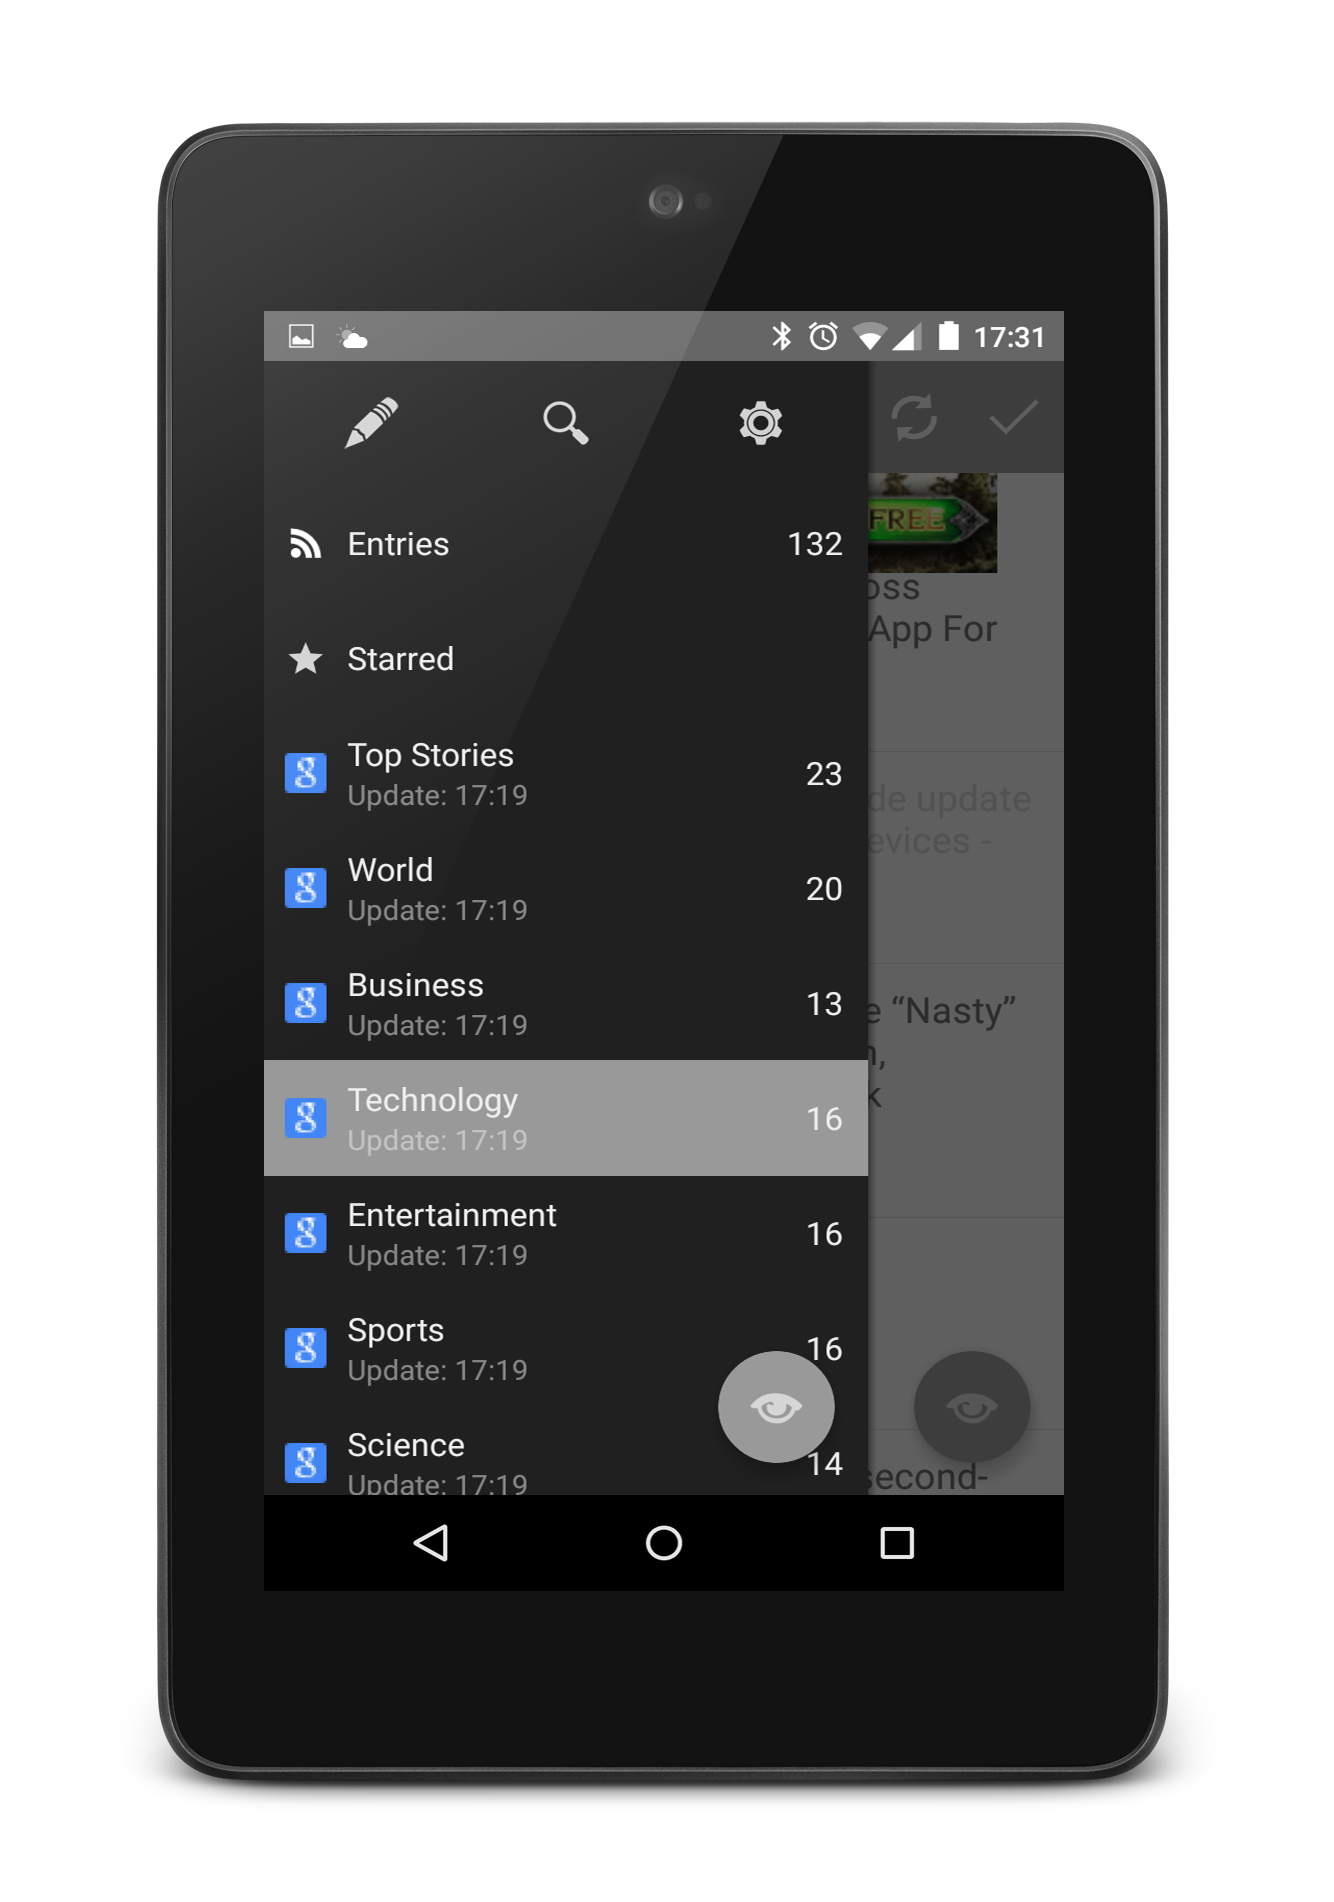 17:31
Entries 132
FREE
oss
App For
Starred
Top Stories
Update: 17:19
23
de update
evices -
World
Update: 17:19
20
Business
Update: 17:19
13
e “Nasty”
n,
k
Technology
Update: 17:19
16
Entertainment
Update: 17:19
16
Sports
Update: 17:19
16
Science
Update: 17:19
14
second-